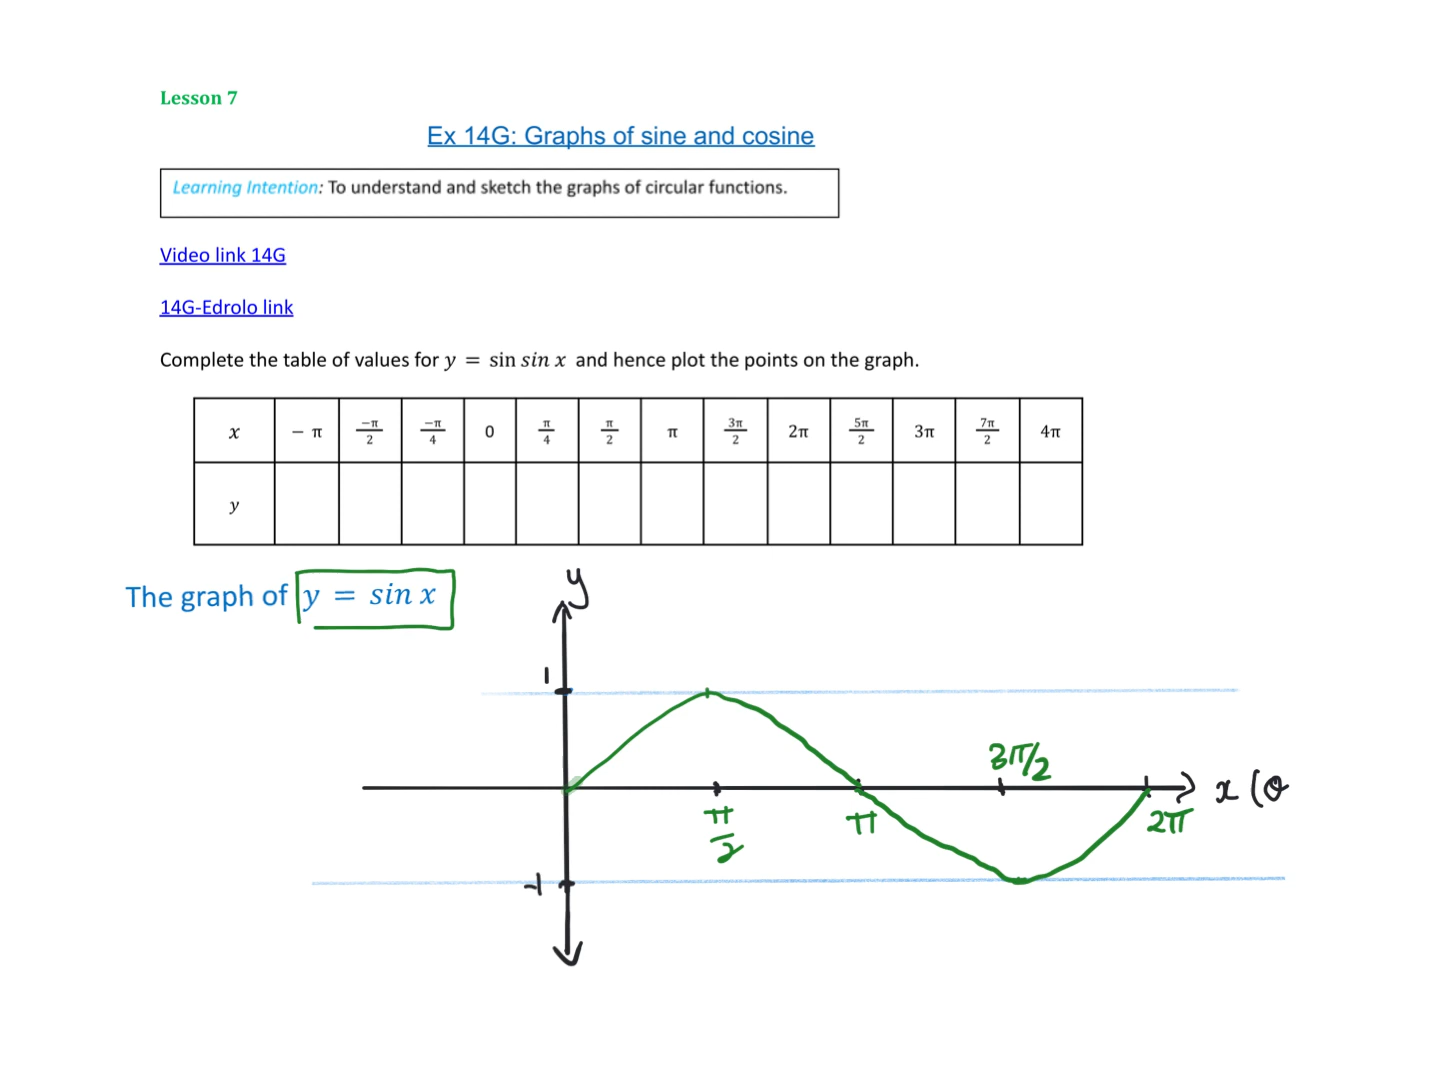 Lesson 7
Ex 14G: Graphs of sine and cosine
Learning Intention: To understand and sketch the graphs of circular functions.
Video link 14G
14G-Edrolo link
Complete the table of values for y = sin sin x and hence plot the points on the graph.
x − π −π/2 −π/4 0 π/4 π/2 π 3π/2 2π 5π/2 3π 7π/2 4π
y
The graph of y = sin x
y
1
3π/2
x (θ
π/2 π 2π
-1